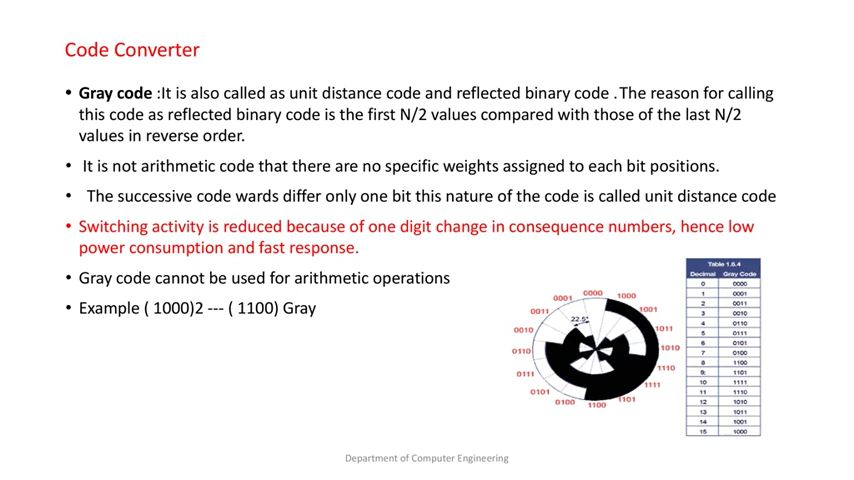 Code Converter
• Gray code :It is also called as unit distance code and reflected binary code .The reason for calling
this code as reflected binary code is the first N/2 values compared with those of the last N/2
values in reverse order.
• It is not arithmetic code that there are no specific weights assigned to each bit positions.
• The successive code wards differ only one bit this nature of the code is called unit distance code
• Switching activity is reduced because of one digit change in consequence numbers, hence low
power consumption and fast response.
• Gray code cannot be used for arithmetic operations
• Example ( 1000)2 --- ( 1100) Gray
0000
1000
1001
1011
1010
1110
1111
1101
1100
0100
0101
0111
0110
0010
0011
0001
22.5°
Table 1.6.4
Decimal Gray Code
0 0000
1 0001
2 0011
3 0010
4 0110
5 0111
6 0101
7 0100
8 1100
9: 1101
10 1111
11 1110
12 1010
13 1011
14 1001
15 1000
Department of Computer Engineering